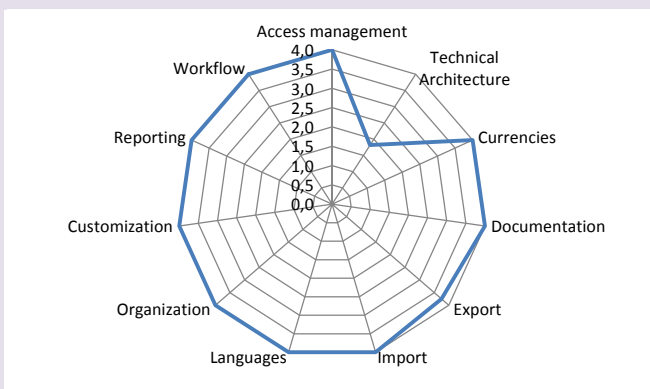 Access management
Technical
Architecture
Currencies
Documentation
Export
Import
Languages
Organization
Customization
Reporting
Workflow
4,0
3,5
3,0
2,5
2,0
1,5
1,0
0,5
0,0